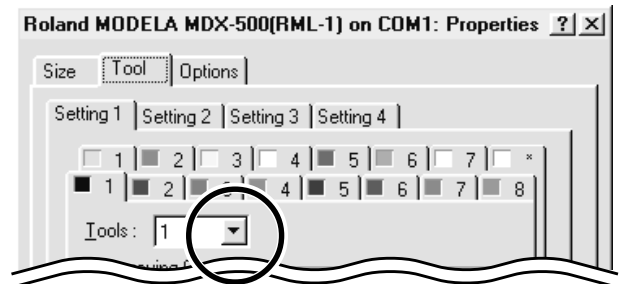 Roland MODELA MDX-500(RML-1) on COM1: Properties ? ×
Size Tool Options
Setting 1 Setting 2 Setting 3 Setting 4
1 2 3 4 5 6 7 *
1 2 3 4 5 6 7 8
Tools: 1